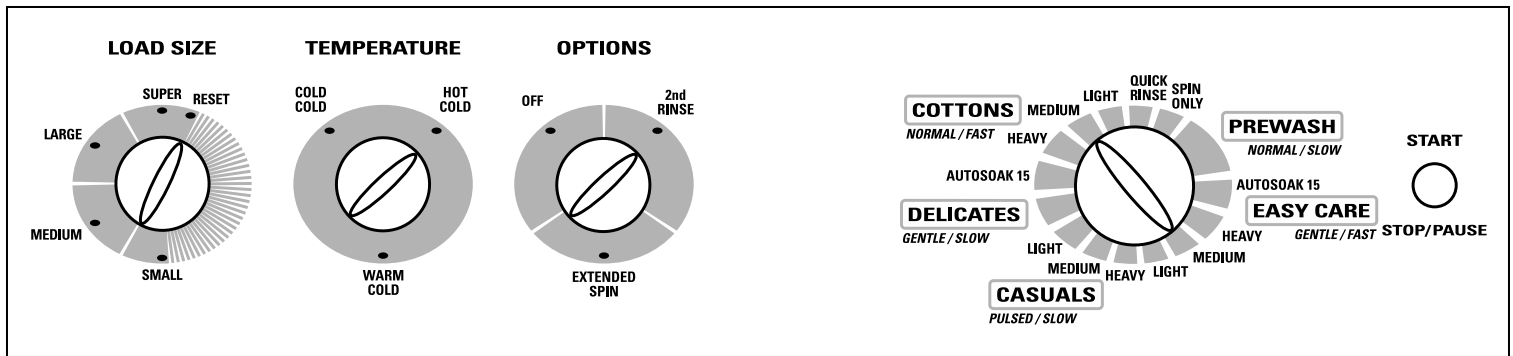 LOAD SIZE
SUPER
RESET
LARGE
MEDIUM
SMALL
TEMPERATURE
COLD
COLD
HOT
COLD
WARM
COLD
OPTIONS
OFF
2nd
RINSE
EXTENDED
SPIN
COTTONS
NORMAL / FAST
HEAVY
MEDIUM
LIGHT
QUICK
RINSE
SPIN
ONLY
PREWASH
NORMAL / SLOW
AUTOSOAK 15
EASY CARE
GENTLE / FAST
HEAVY
MEDIUM
LIGHT
HEAVY
MEDIUM
LIGHT
CASUALS
PULSED / SLOW
DELICATES
GENTLE / SLOW
AUTOSOAK 15
START
STOP/PAUSE